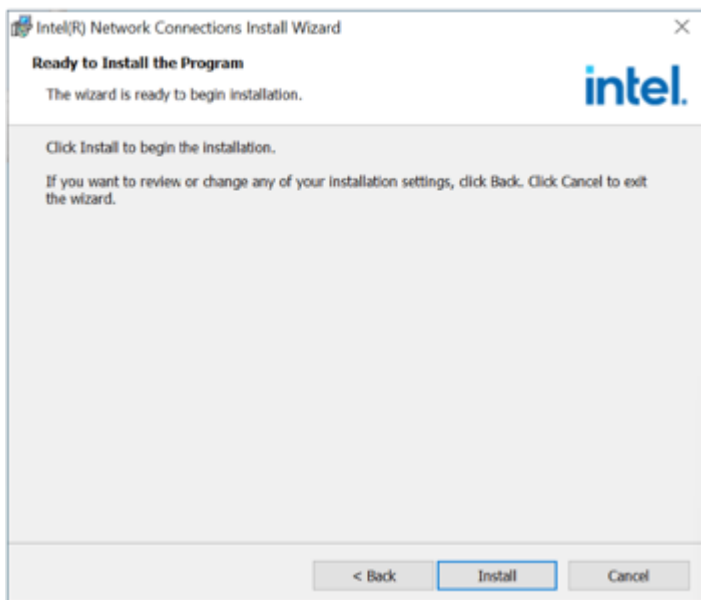 Intel(R) Network Connections Install Wizard
Ready to Install the Program
The wizard is ready to begin installation.
intel.
Click Install to begin the installation.
If you want to review or change any of your installation settings, click Back. Click Cancel to exit
the wizard.
< Back
Install
Cancel